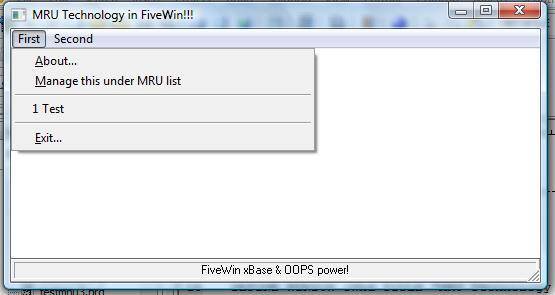 MRU Technology in FiveWin!!!
First Second
About...
Manage this under MRU list
1 Test
Exit...
FiveWin xBase & OOPS power!